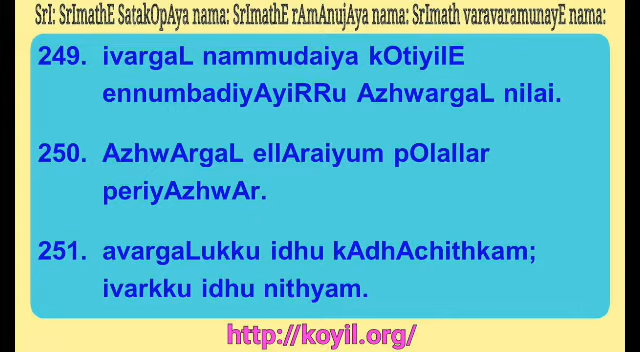 SrI: SrImathE SatakOpAya nama: SrImathE rAmAnujAya nama: SrImath varavaramunayE nama:
249. ivargaL nammudaiya kOtiyilE
ennumbadiyAyiRRu AzhwargaL nilai.
250. AzhwArgaL ellAraiyum pOlallar
periyAzhwAr.
251. avargaLukku idhu kAdhAchithkam;
ivarkku idhu nithyam.
http://koyil.org/